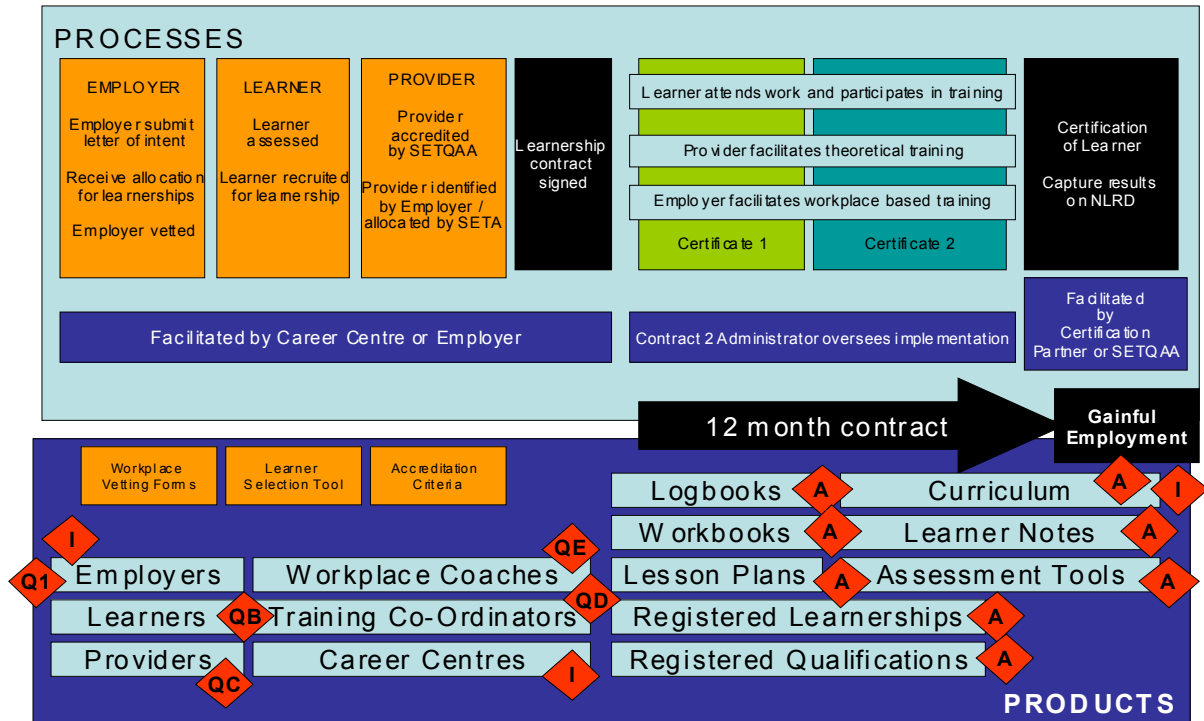 PROCESSES
EMPLOYER
Employer submit
letter of intent
Receive allocation
for learnerships
Employer vetted
LEARNER
Learner
assessed
Learner recruited
for learnership
PROVIDER
Provider
accredited
by SETQAA
Provider identified
by Employer /
allocated by SETA
Learnership
contract
signed
Learner attends work and participates in training
Provider facilitates theoretical training
Employer facilitates workplace based training
Certificate 1
Certificate 2
Certification
of Learner
Capture results
on NLRD
Facilitated by Career Centre or Employer
Contract 2 Administrator oversees implementation
Facilitated
by
Certification
Partner or SETQAA
12 month contract
Gainful
Employment
Workplace
Vetting Forms
Learner
Selection Tool
Accreditation
Criteria
Logbooks
A
Curriculum
A
I
Workbooks
A
Learner Notes
A
I
Q1
Employers
Workplace Coaches
QE
Lesson Plans
A
Assessment Tools
A
Learners
QB
Training Co-Ordinators
QD
Registered Learnerships
A
Providers
QC
Career Centres
I
Registered Qualifications
A
PRODUCTS